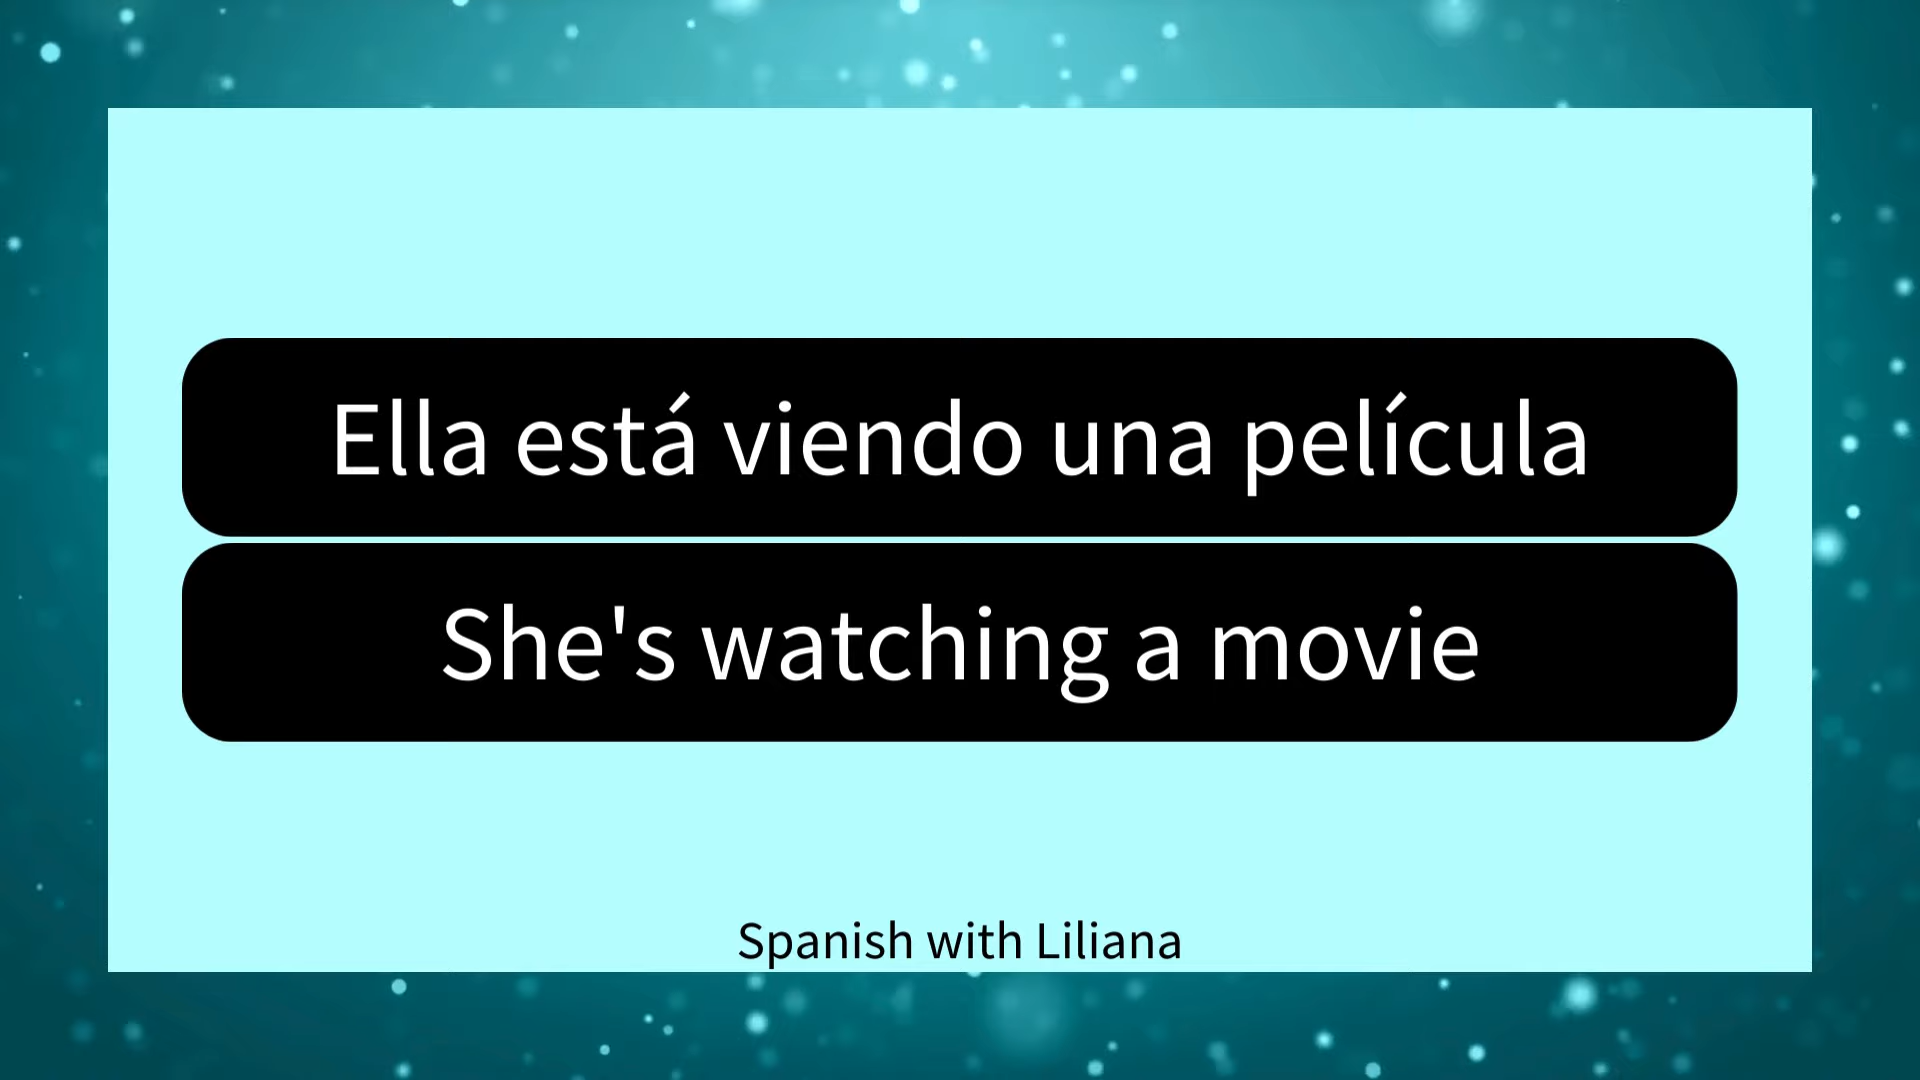 Ella está viendo una película
She's watching a movie
Spanish with Liliana